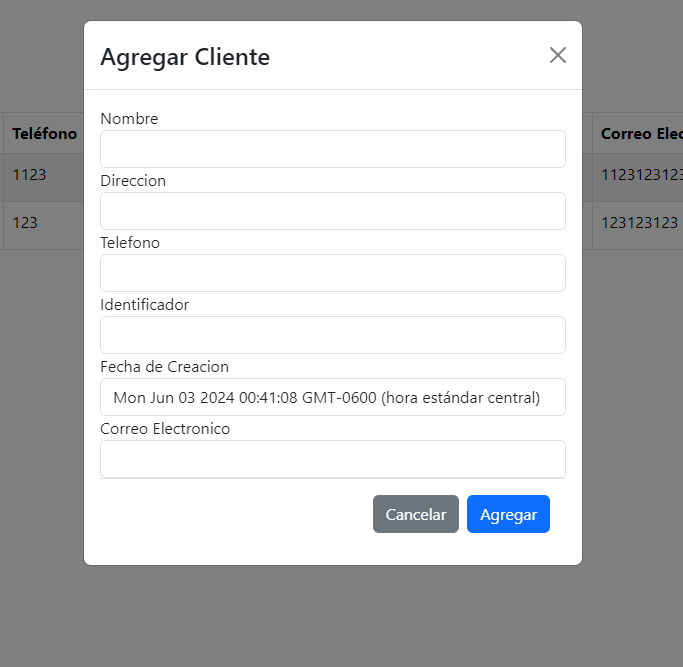 Agregar Cliente
Nombre
Teléfono
Correo Elec
Direccion
1123
1123123123
Telefono
123
123123123
Identificador
Fecha de Creacion
Mon Jun 03 2024 00:41:08 GMT-0600 (hora estándar central)
Correo Electronico
Cancelar
Agregar